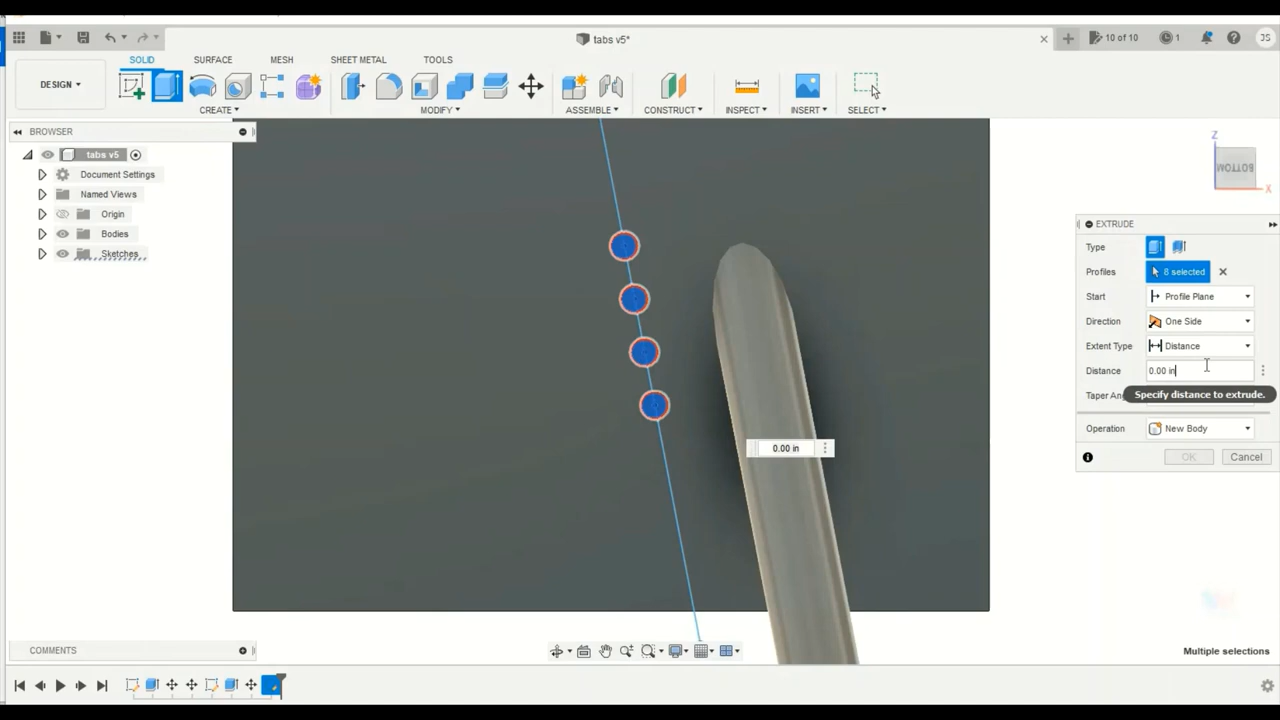 tabs v5*
10 of 10
1
JS
SOLID
SURFACE
MESH
SHEET METAL
TOOLS
DESIGN
CREATE
MODIFY
ASSEMBLE
CONSTRUCT
INSPECT
INSERT
SELECT
BROWSER
tabs v5
Document Settings
Named Views
Origin
Bodies
Sketches
Z
BOTTOM
X
EXTRUDE
Type
Profiles
8 selected
Start
Profile Plane
Direction
One Side
Extent Type
Distance
Distance
0.00 in
Taper An
Specify distance to extrude.
Operation
New Body
OK
Cancel
0.00 in
COMMENTS
Multiple selections